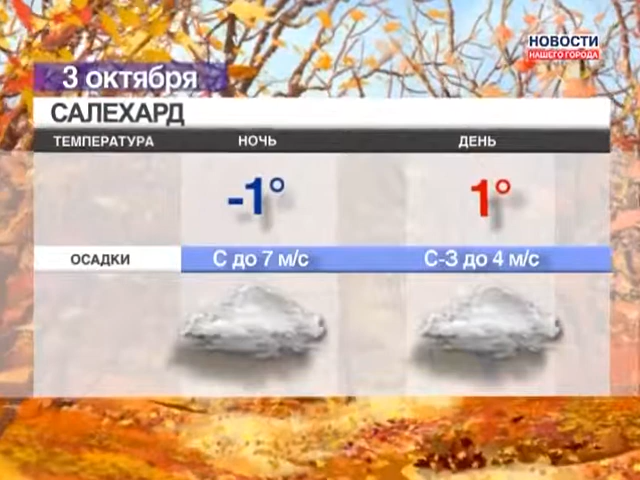 НОВОСТИ
НАШЕГО ГОРОДА
3 октября
САЛЕХАРД
ТЕМПЕРАТУРА НОЧЬ ДЕНЬ
-1° 1°
ОСАДКИ С до 7 м/с С-З до 4 м/с